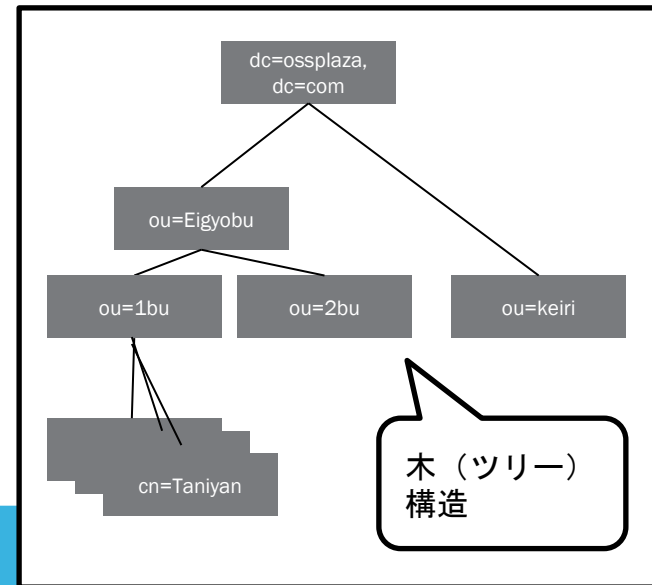 dc=ossplaza,
dc=com
ou=Eigyobu
ou=1bu
ou=2bu
ou=keiri
cn=Taniyan
木（ツリー）
構造